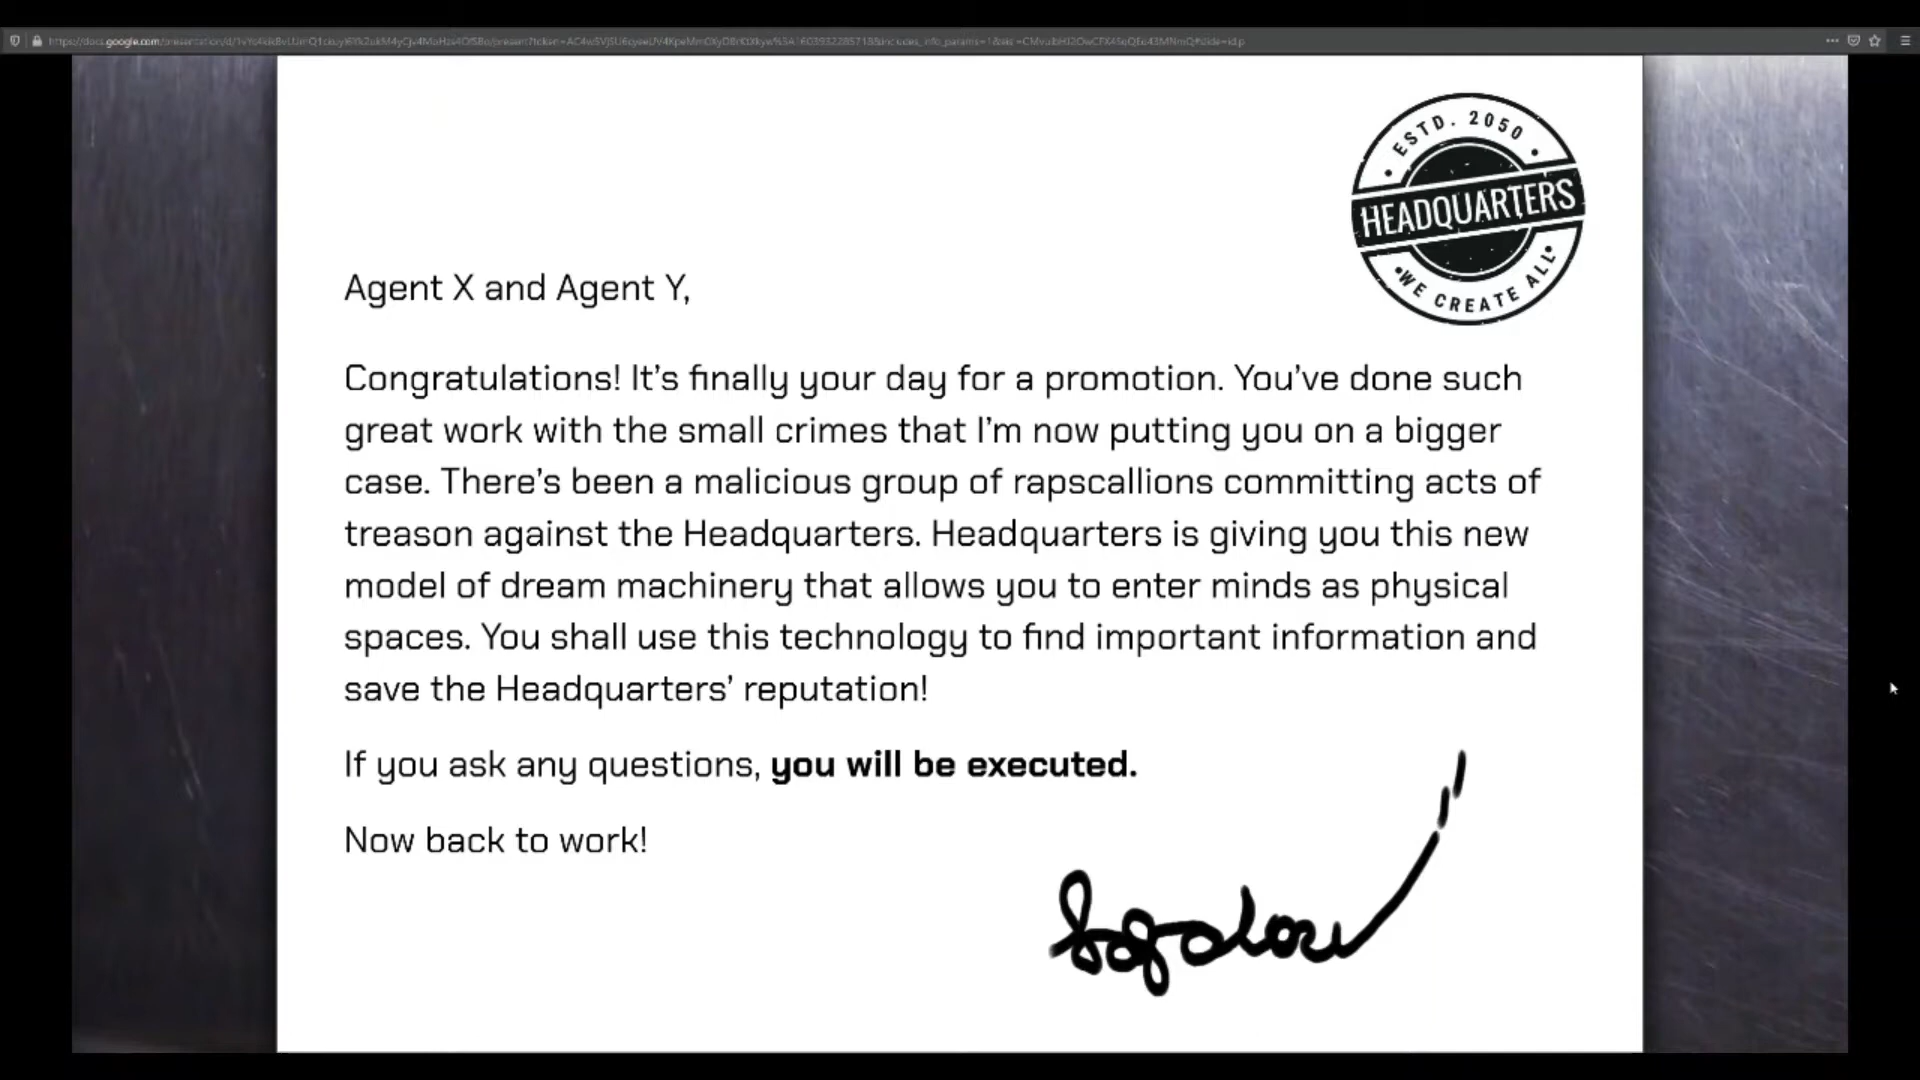 ESTD. 2050
HEADQUARTERS
WE CREATE ALL
Agent X and Agent Y,
Congratulations! It's finally your day for a promotion. You've done such
great work with the small crimes that I'm now putting you on a bigger
case. There's been a malicious group of rapscallions committing acts of
treason against the Headquarters. Headquarters is giving you this new
model of dream machinery that allows you to enter minds as physical
spaces. You shall use this technology to find important information and
save the Headquarters' reputation!
If you ask any questions, you will be executed.
Now back to work!